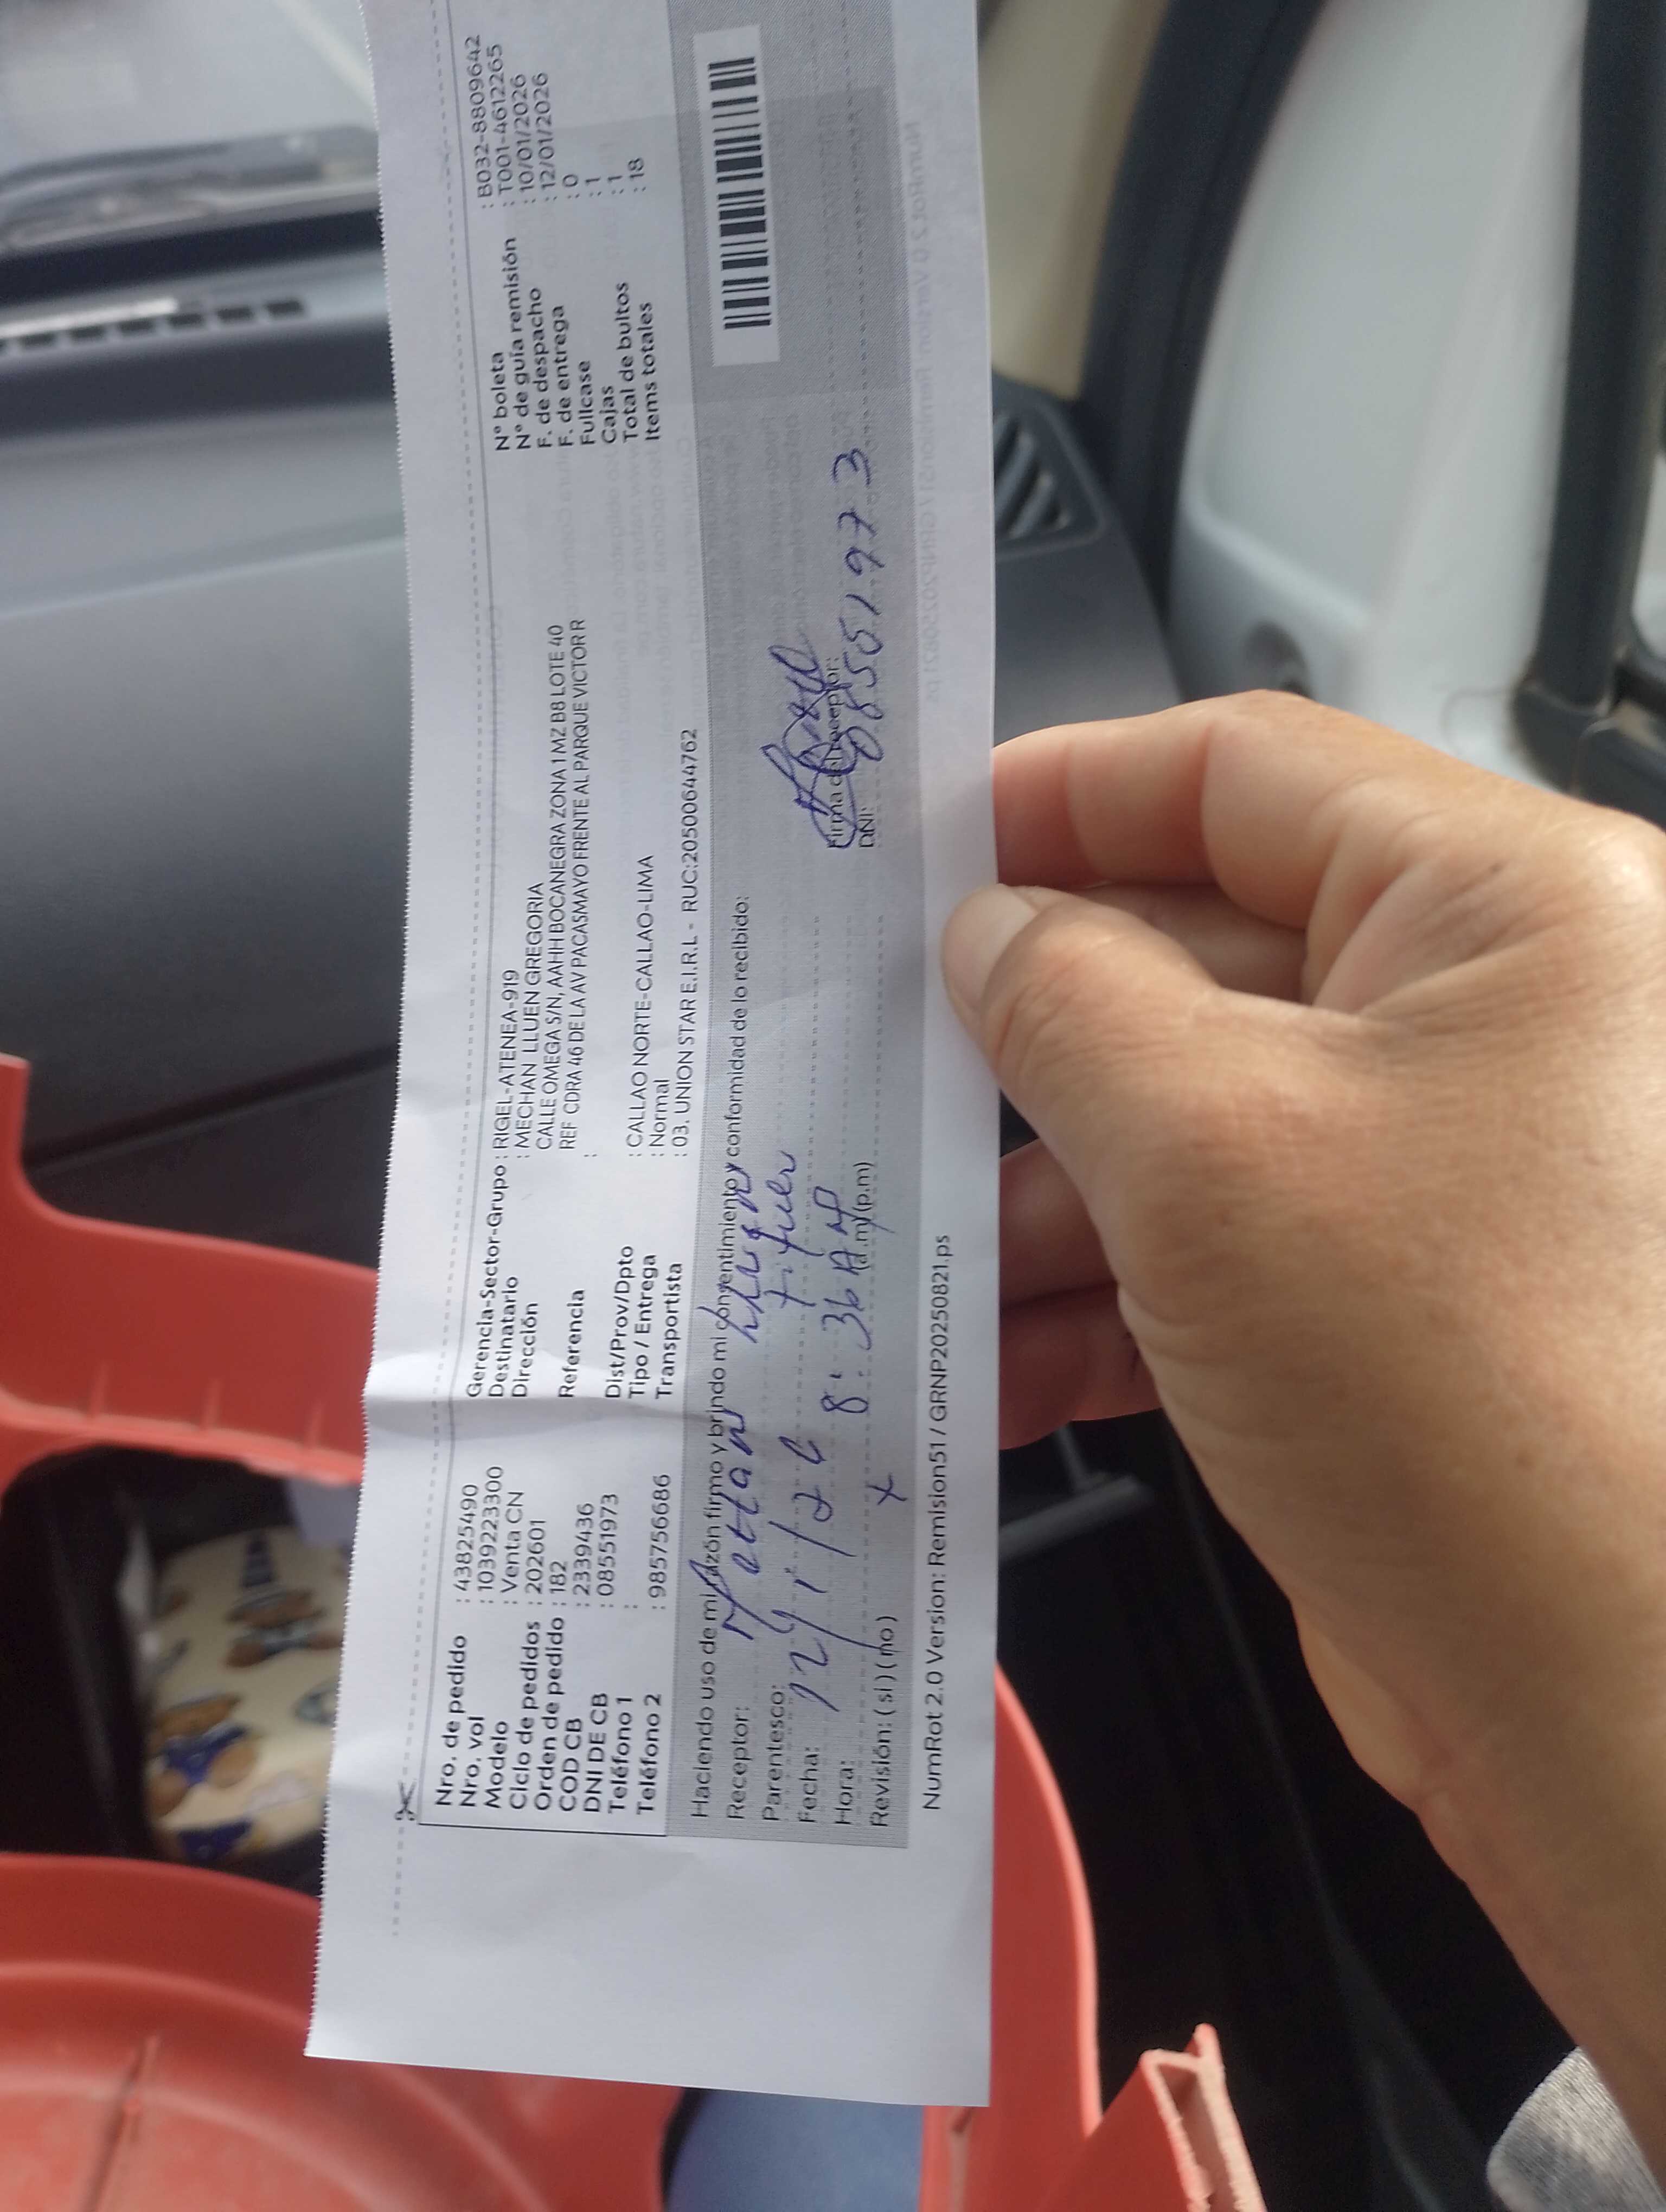 Nro. de pedido : 43825490
Nro. vol : 1039223300
Modelo : Venta CN
Ciclo de pedidos : 202601
Orden de pedido : 182
COD CB : 2339436
DNI DE CB : 08551973
Teléfono 1 :
Teléfono 2 : 985756686
Gerencia-Sector-Grupo : RIGEL-ATENEA-919
Destinatario : MECHAN LLUEN GREGORIA
Dirección CALLE OMEGA S/N, AAHH BOCANEGRA ZONA 1 MZ B8 LOTE 40
REF CDRA 46 DE LA AV PACASMAYO FRENTE AL PARQUE VICTOR R
Referencia :
Dist/Prov/Dpto : CALLAO NORTE-CALLAO-LIMA
Tipo / Entrega : Normal
Transportista : 03. UNION STAR E.I.R.L - RUC:20500644762
N° boleta : B032-8809642
N° de guía remisión : T001-4612265
F. de despacho : 10/01/2026
F. de entrega : 12/01/2026
Fullcase : 0
Cajas : 1
Total de bultos : 1
Items totales : 18
Haciendo uso de mi razón firmo y brindo mi consentimiento y conformidad de lo recibido:
Receptor: Mechan Lluen
Parentesco:
Fecha: 12/1/26
Hora: 8:36 AM (a.m) (p.m)
Revisión: ( si ) ( no ) x
Firma del receptor:
DNI: 08551973
NumRot 2.0 Version: Remision51 / GRNP20250821.ps